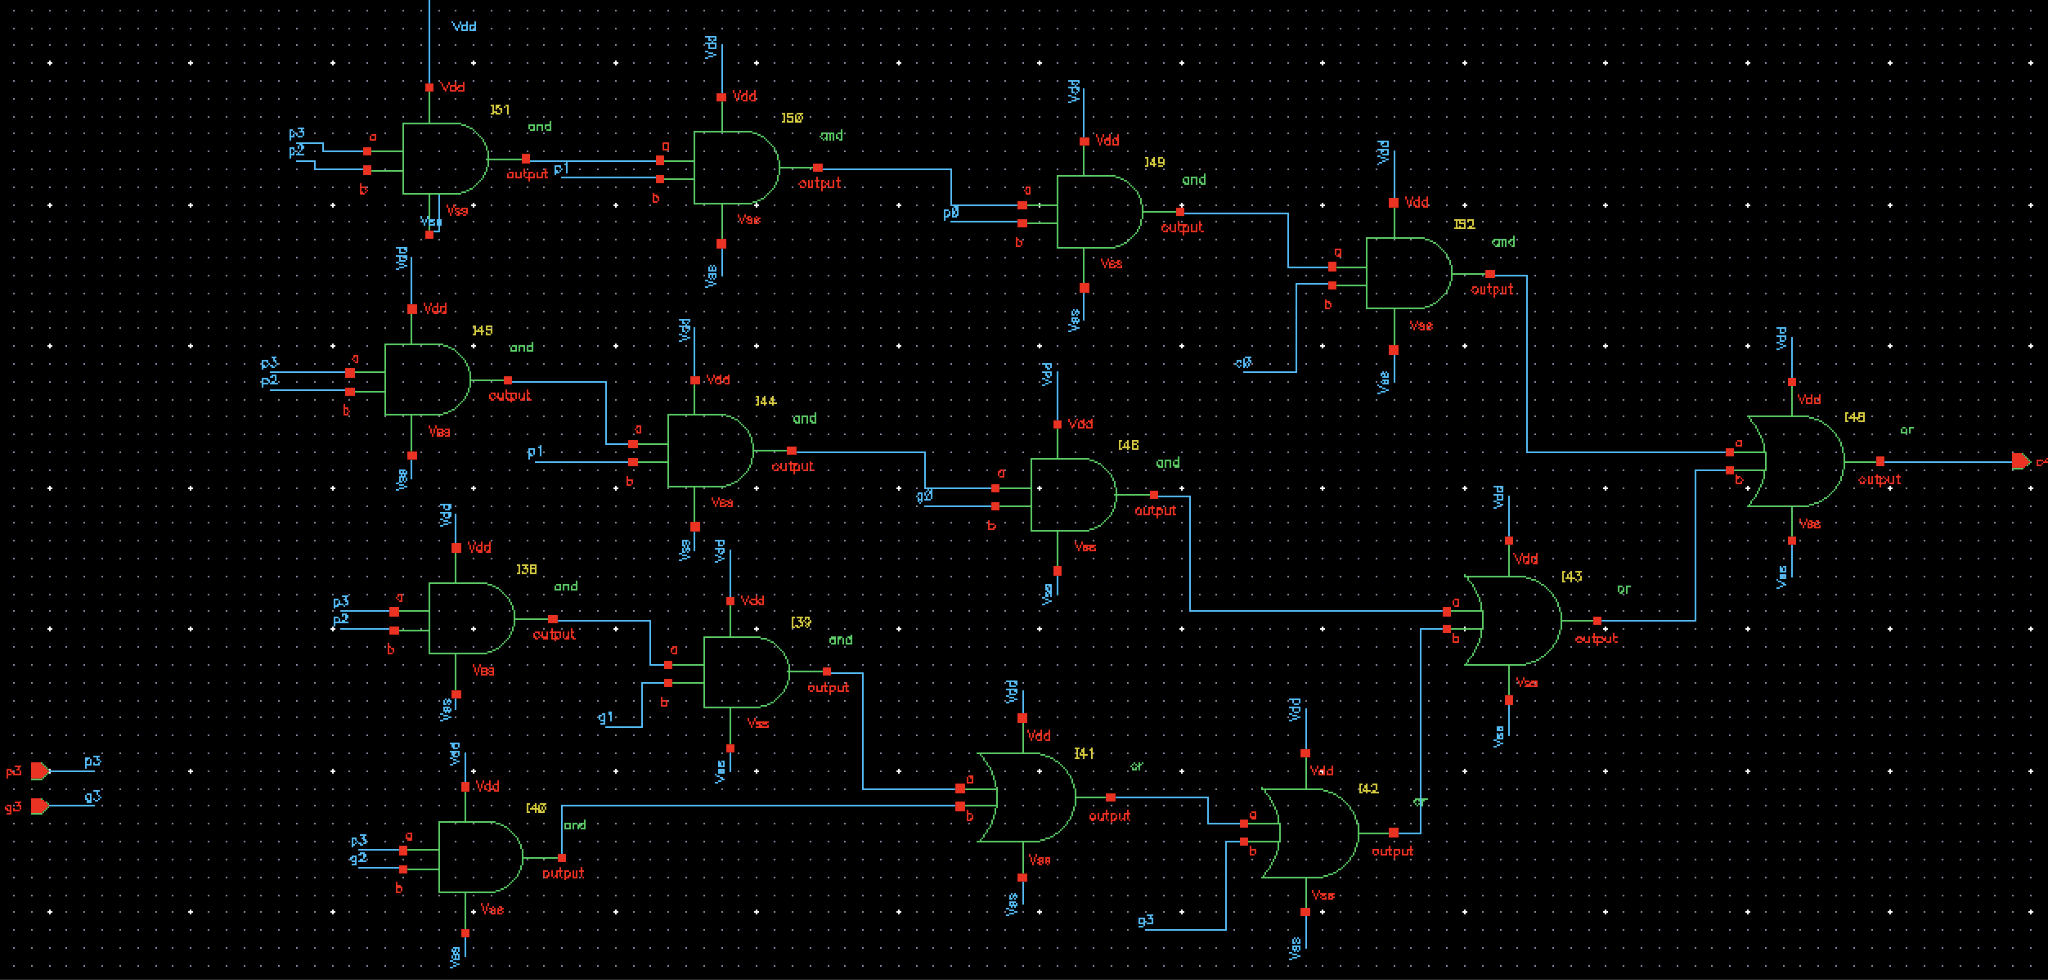 Vdd
Vdd
I51
and
p3
p2
a
b
output
Vss
Vss
Vdd
Vdd
I50
and
p1
a
b
output
Vss
Vss
Vdd
Vdd
I49
and
p0
a
b
output
Vss
Vss
Vdd
Vdd
I52
and
c0
a
b
output
Vss
Vss
Vdd
Vdd
I45
and
p3
p2
a
b
output
Vss
Vss
Vdd
Vdd
I44
and
p1
a
b
output
Vss
Vss
Vdd
Vdd
and
g0
a
b
output
Vss
Vss
Vdd
Vdd
or
a
b
output
Vss
Vss
Vdd
Vdd
I38
and
p3
p2
a
b
output
Vss
Vss
Vdd
Vdd
I39
and
g1
a
b
output
Vss
Vss
Vdd
Vdd
I43
or
a
b
output
Vss
Vss
Vdd
Vdd
I41
or
a
b
output
Vss
Vss
Vdd
Vdd
I42
or
g3
a
b
output
Vss
Vss
p3
p3
g3
g3
Vdd
Vdd
I40
and
p3
g2
a
b
output
Vss
Vss